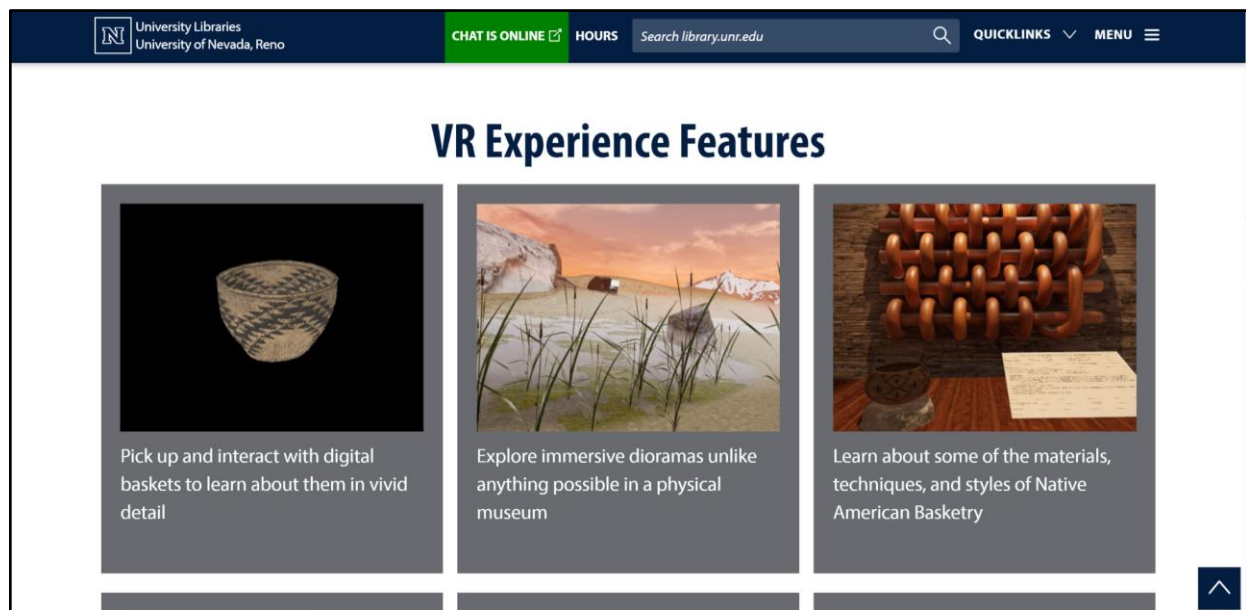 University Libraries
University of Nevada, Reno
CHAT IS ONLINE
HOURS
Search library.unr.edu
QUICKLINKS
MENU
VR Experience Features
Pick up and interact with digital
baskets to learn about them in vivid
detail
Explore immersive dioramas unlike
anything possible in a physical
museum
Learn about some of the materials,
techniques, and styles of Native
American Basketry